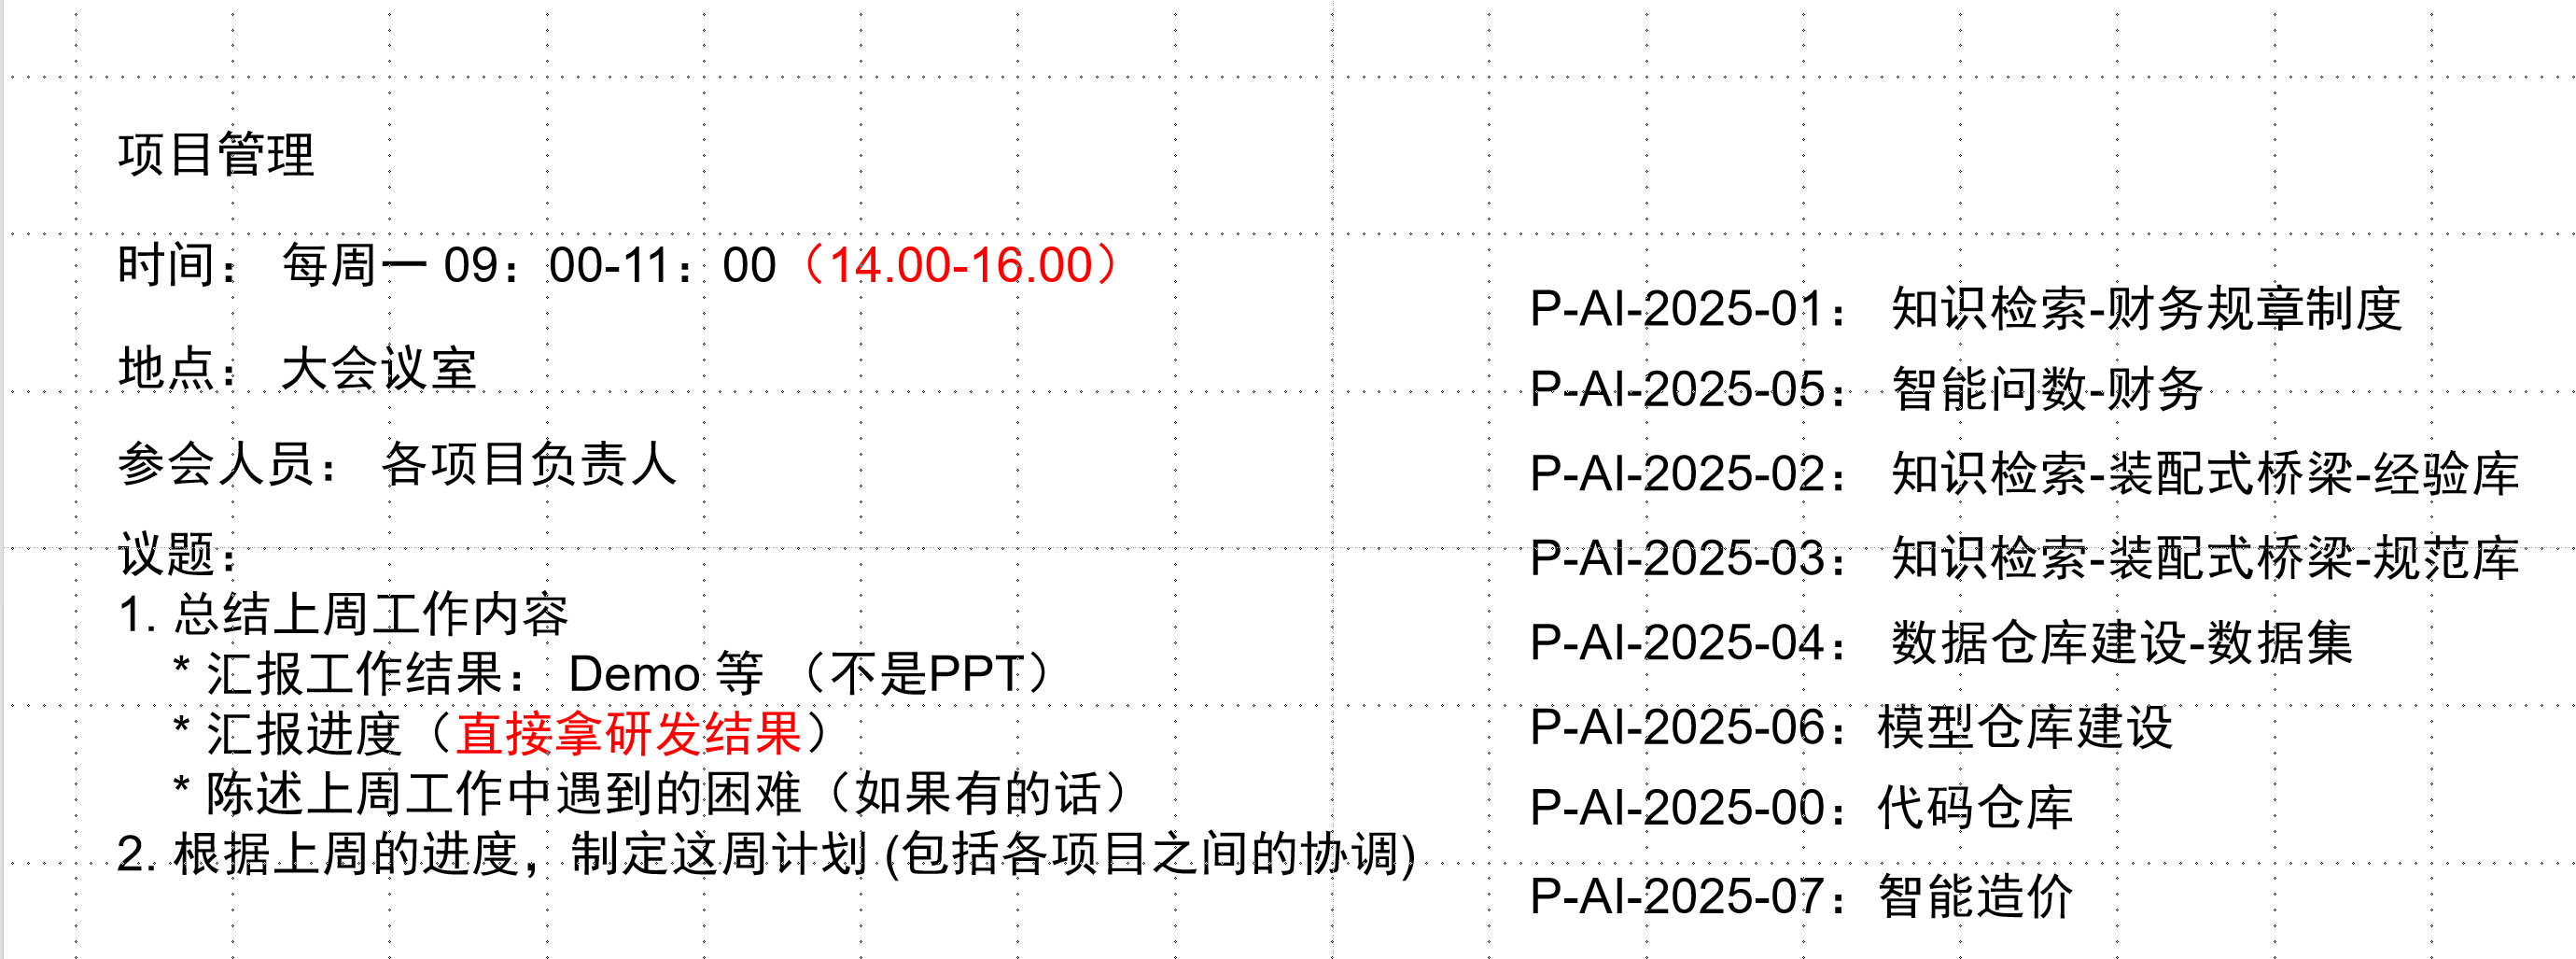 项目管理
时间： 每周一 09：00-11：00（14.00-16.00）
地点： 大会议室
参会人员： 各项目负责人
议题：
1. 总结上周工作内容
* 汇报工作结果： Demo 等 （不是PPT）
* 汇报进度（直接拿研发结果）
* 陈述上周工作中遇到的困难（如果有的话）
2. 根据上周的进度，制定这周计划 (包括各项目之间的协调)
P-AI-2025-01： 知识检索-财务规章制度
P-AI-2025-05： 智能问数-财务
P-AI-2025-02： 知识检索-装配式桥梁-经验库
P-AI-2025-03： 知识检索-装配式桥梁-规范库
P-AI-2025-04： 数据仓库建设-数据集
P-AI-2025-06：模型仓库建设
P-AI-2025-00：代码仓库
P-AI-2025-07：智能造价